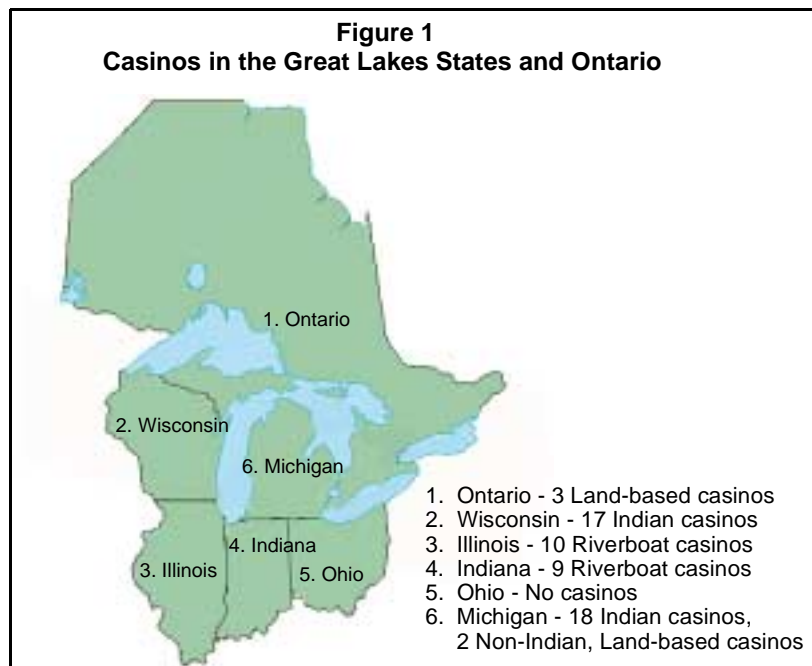 Figure 1
Casinos in the Great Lakes States and Ontario
1. Ontario
2. Wisconsin
6. Michigan
4. Indiana
3. Illinois
5. Ohio
1. Ontario - 3 Land-based casinos
2. Wisconsin - 17 Indian casinos
3. Illinois - 10 Riverboat casinos
4. Indiana - 9 Riverboat casinos
5. Ohio - No casinos
6. Michigan - 18 Indian casinos,
2 Non-Indian, Land-based casinos